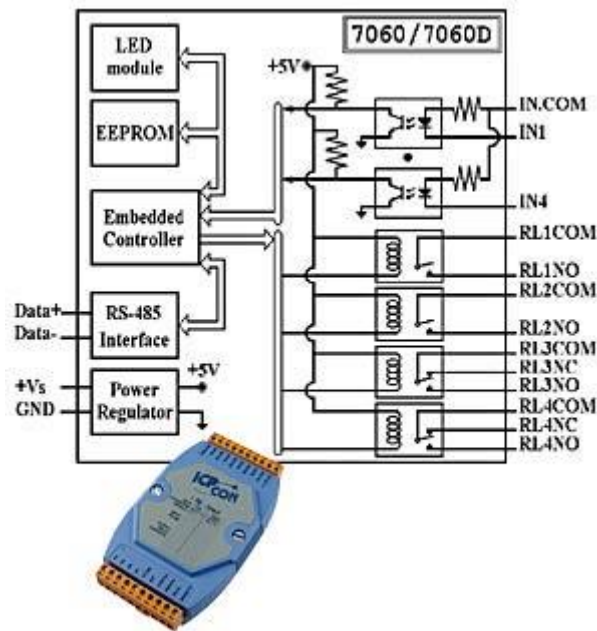 7060/7060D
LED
module
EEPROM
Embedded
Controller
RS-485
Interface
Power
Regulator
Data+
Data-
+Vs
GND
+5V
+5V
IN.COM
IN1
IN4
RL1COM
RL1NO
RL2COM
RL2NO
RL3COM
RL3NC
RL3NO
RL4COM
RL4NC
RL4NO
ICP
CON